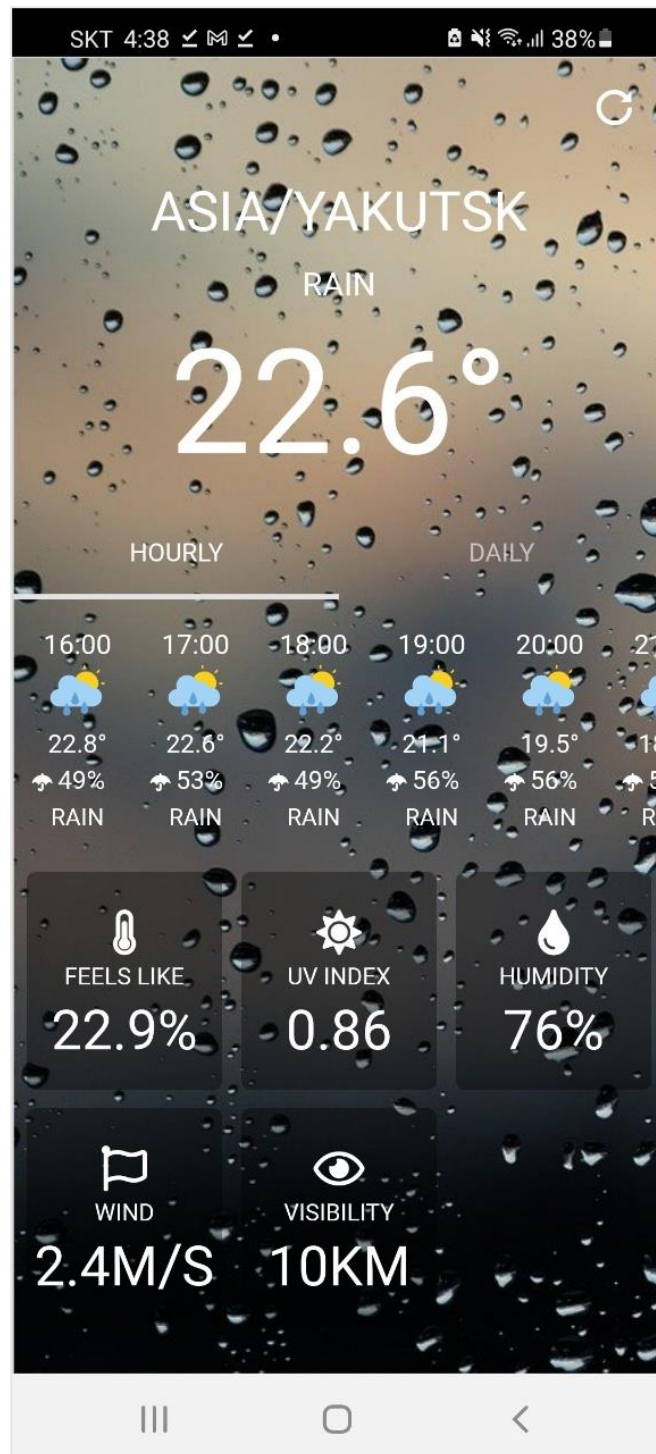 SKT 4:38 38%
ASIA/YAKUTSK
RAIN
22.6°
HOURLY DAILY
16:00 17:00 18:00 19:00 20:00
22.8° 22.6° 22.2° 21.1° 19.5°
49% 53% 49% 56% 56%
RAIN RAIN RAIN RAIN RAIN
FEELS LIKE UV INDEX HUMIDITY
22.9% 0.86 76%
WIND VISIBILITY
2.4M/S 10KM